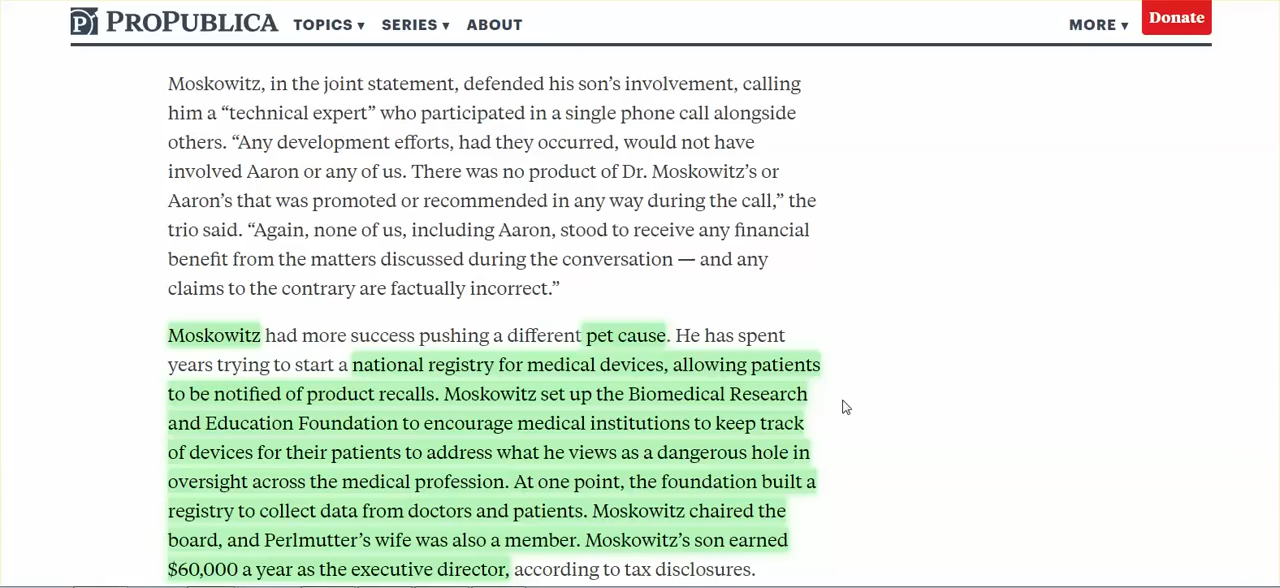 PROPUBLICA TOPICS ▾ SERIES ▾ ABOUT MORE ▾ Donate
Moskowitz, in the joint statement, defended his son’s involvement, calling
him a “technical expert” who participated in a single phone call alongside
others. “Any development efforts, had they occurred, would not have
involved Aaron or any of us. There was no product of Dr. Moskowitz’s or
Aaron’s that was promoted or recommended in any way during the call,” the
trio said. “Again, none of us, including Aaron, stood to receive any financial
benefit from the matters discussed during the conversation — and any
claims to the contrary are factually incorrect.”
Moskowitz had more success pushing a different pet cause. He has spent
years trying to start a national registry for medical devices, allowing patients
to be notified of product recalls. Moskowitz set up the Biomedical Research
and Education Foundation to encourage medical institutions to keep track
of devices for their patients to address what he views as a dangerous hole in
oversight across the medical profession. At one point, the foundation built a
registry to collect data from doctors and patients. Moskowitz chaired the
board, and Perlmutter’s wife was also a member. Moskowitz’s son earned
$60,000 a year as the executive director, according to tax disclosures.